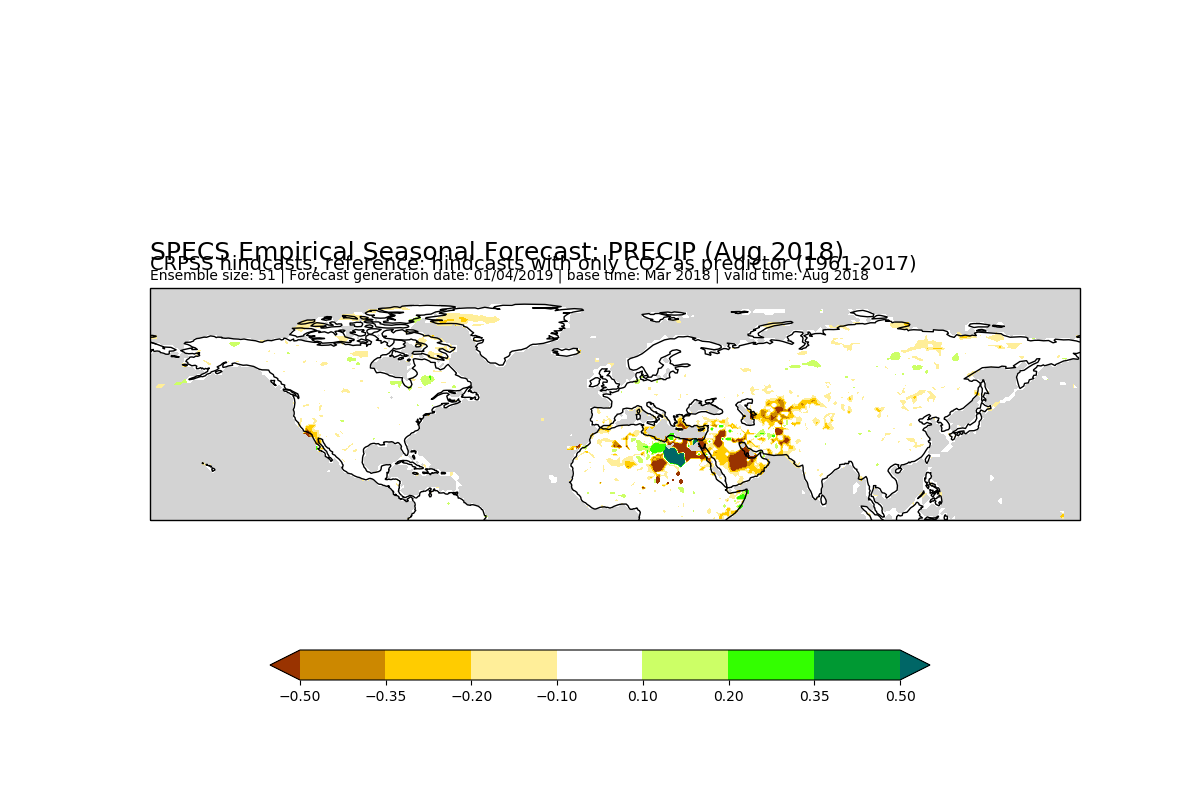 SPECS Empirical Seasonal Forecast: PRECIP (Aug 2018)
CRPSS hindcasts, reference: hindcasts with only CO2 as predictor (1961-2017)
Ensemble size: 51 | Forecast generation date: 01/04/2019 | base time: Mar 2018 | valid time: Aug 2018
−0.50 −0.35 −0.20 −0.10 0.10 0.20 0.35 0.50